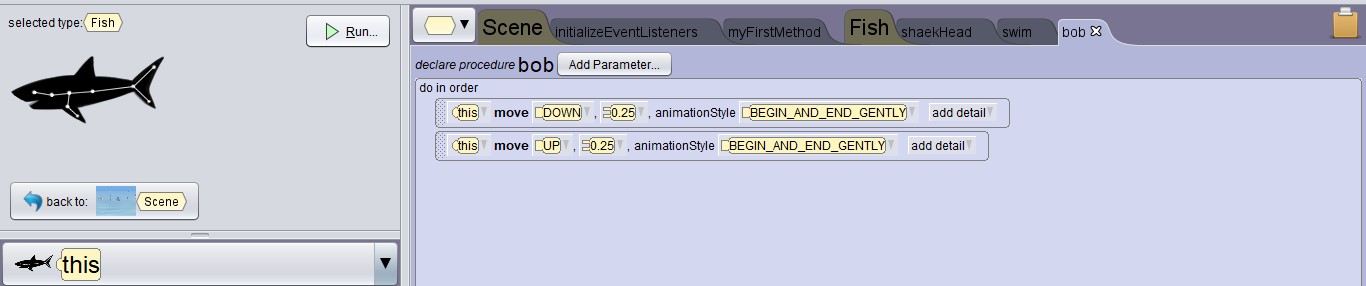 selected type: Fish
Run...
back to: Scene
this
Scene initializeEventListeners myFirstMethod Fish shaekHead swim bob
declare procedure bob Add Parameter...
do in order
this move DOWN , 0.25 , animationStyle BEGIN_AND_END_GENTLY add detail
this move UP , 0.25 , animationStyle BEGIN_AND_END_GENTLY add detail